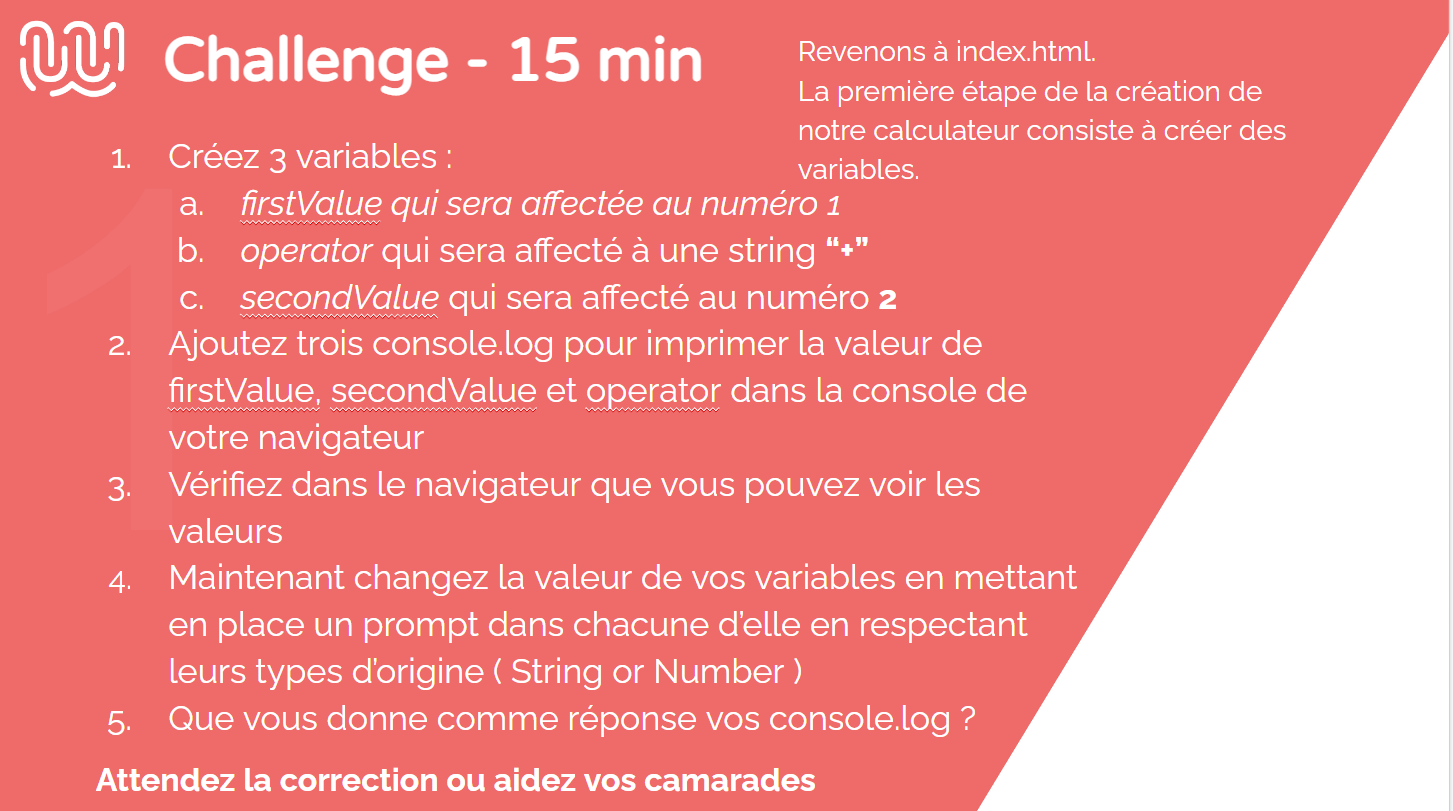 Challenge - 15 min
Revenons à index.html.
La première étape de la création de
notre calculateur consiste à créer des
variables.
1. Créez 3 variables :
a. firstValue qui sera affectée au numéro 1
b. operator qui sera affecté à une string “+”
c. secondValue qui sera affecté au numéro 2
2. Ajoutez trois console.log pour imprimer la valeur de
firstValue, secondValue et operator dans la console de
votre navigateur
3. Vérifiez dans le navigateur que vous pouvez voir les
valeurs
4. Maintenant changez la valeur de vos variables en mettant
en place un prompt dans chacune d’elle en respectant
leurs types d’origine ( String or Number )
5. Que vous donne comme réponse vos console.log ?
Attendez la correction ou aidez vos camarades
1